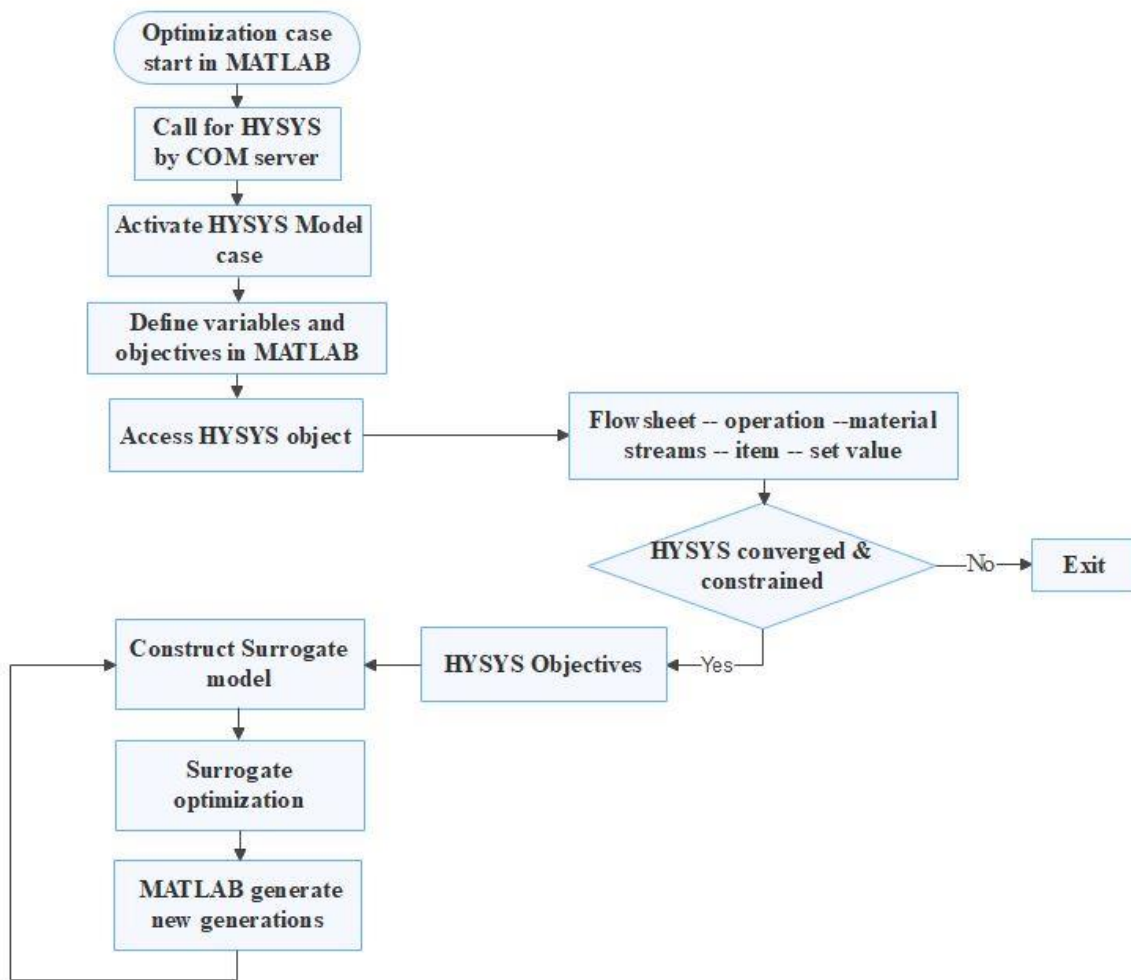 Optimization case
start in MATLAB
Call for HYSYS
by COM server
Activate HYSYS Model
case
Define variables and
objectives in MATLAB
Access HYSYS object
Flowsheet -- operation --material
streams -- item -- set value
HYSYS converged &
constrained
No
Exit
Yes
HYSYS Objectives
Construct Surrogate
model
Surrogate
optimization
MATLAB generate
new generations